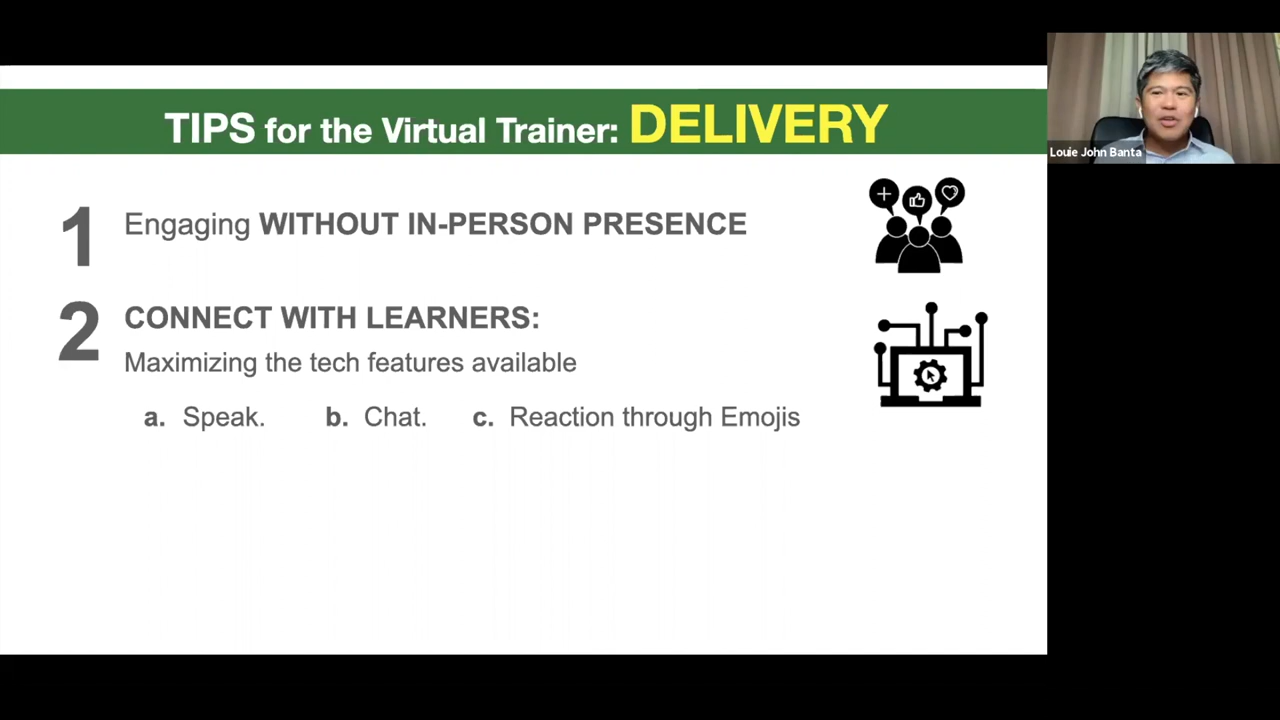 TIPS for the Virtual Trainer: DELIVERY
Louie John Banta
1 Engaging WITHOUT IN-PERSON PRESENCE
2 CONNECT WITH LEARNERS:
Maximizing the tech features available
a. Speak. b. Chat. c. Reaction through Emojis